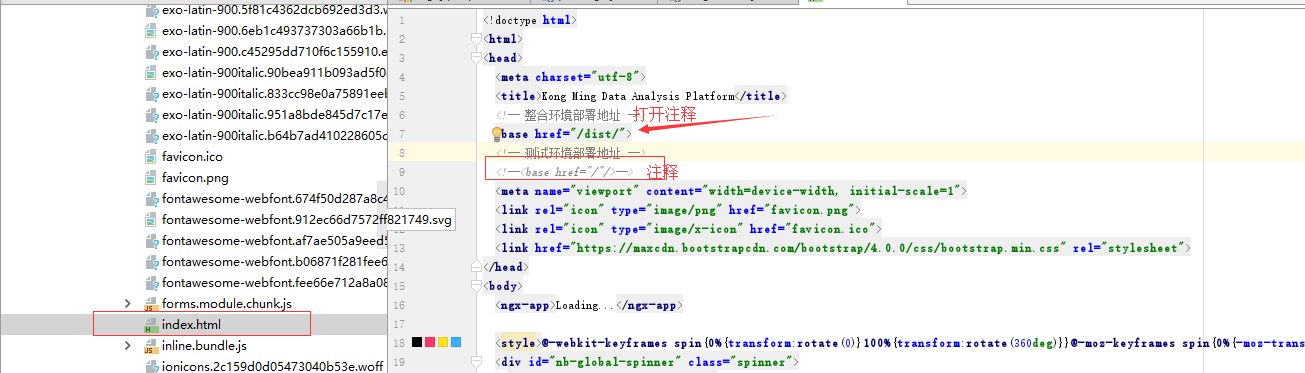 exo-latin-900.5f81c4362dcb692ed3d3.w
exo-latin-900.6eb1c493737303a66b1b.
exo-latin-900.c45295dd710f6c155910.e
exo-latin-900italic.90bea911b093ad5f0
exo-latin-900italic.833cc98e0a75891eeb
exo-latin-900italic.951a8bde845d7c17e
exo-latin-900italic.b64b7ad410228605c
favicon.ico
favicon.png
fontawesome-webfont.674f50d287a8c4
fontawesome-webfont.912ec66d7572ff821749.svg
fontawesome-webfont.af7ae505a9eed5
fontawesome-webfont.b06871f281fee6
fontawesome-webfont.fee66e712a8a08
forms.module.chunk.js
index.html
inline.bundle.js
ionicons.2c159d0d05473040b53e.woff
1 <!doctype html>
2 <html>
3 <head>
4 <meta charset="utf-8">
5 <title>Kong Ming Data Analysis Platform</title>
6 <!-- 整合环境部署地址 打开注释
7 base href="/dist/">
8 <!-- 测试环境部署地址 -->
9 <!--<base href="/"/>--> 注释
10 <meta name="viewport" content="width=device-width, initial-scale=1">
11 <link rel="icon" type="image/png" href="favicon.png">
12 <link rel="icon" type="image/x-icon" href="favicon.ico">
13 <link href="https://maxcdn.bootstrapcdn.com/bootstrap/4.0.0/css/bootstrap.min.css" rel="stylesheet">
14 </head>
15 <body>
16 <ngx-app>Loading...</ngx-app>
17
18 <style>@-webkit-keyframes spin{0%{transform:rotate(0)}100%{transform:rotate(360deg)}}@-moz-keyframes spin{0%{-moz-trans
19 <div id="nb-global-spinner" class="spinner">